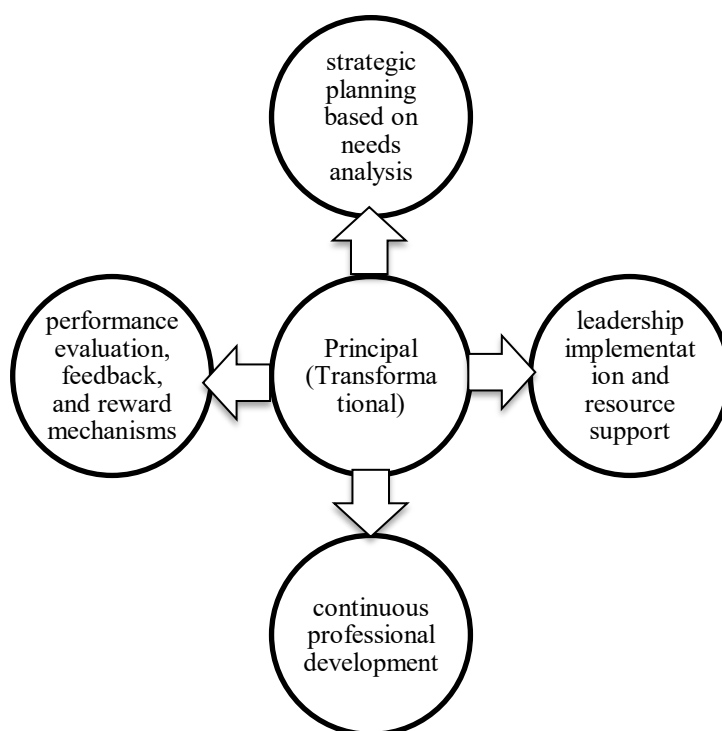 strategic
planning
based on
needs
analysis
performance
evaluation,
feedback,
and reward
mechanisms
Principal
(Transforma
tional)
leadership
implementat
ion and
resource
support
continuous
professional
development